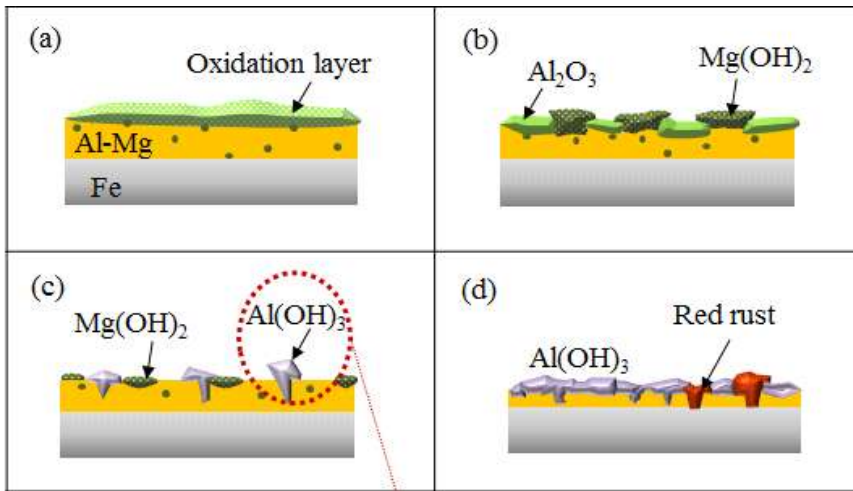 (a)
Oxidation layer
Al-Mg
Fe
(b)
Al₂O₃
Mg(OH)₂
(c)
Mg(OH)₂
Al(OH)₃
(d)
Red rust
Al(OH)₃